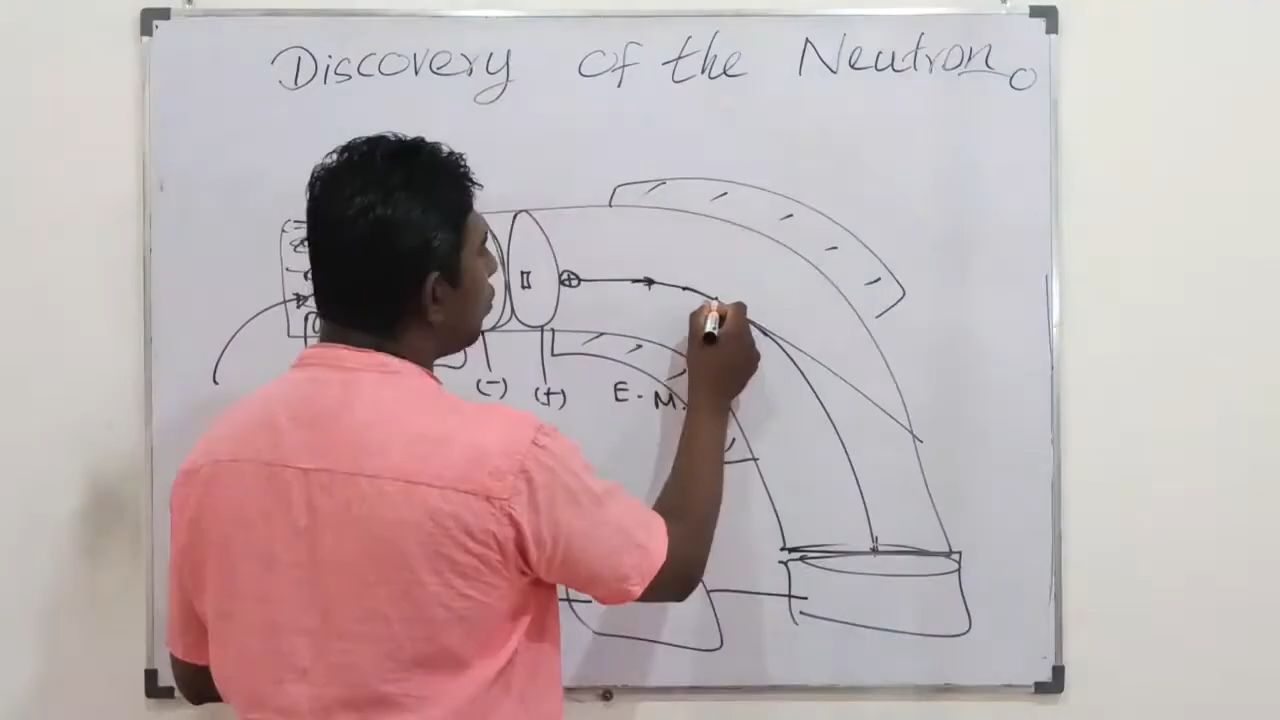 Discovery of the Neutron
(-) (+) E. M.